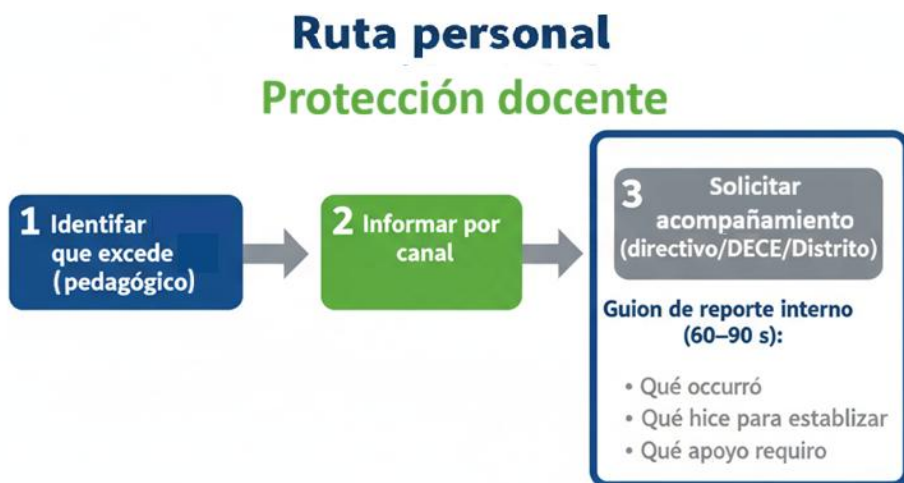 Ruta personal
Protección docente
1 Identifar
que excede
(pedagógico)
2 Informar por
canal
3 Solicitar
acompañamiento
(directivo/DECE/Distrito)
Guion de reporte interno
(60–90 s):
• Qué occurró
• Qué hice para establizar
• Qué apoyo requiro